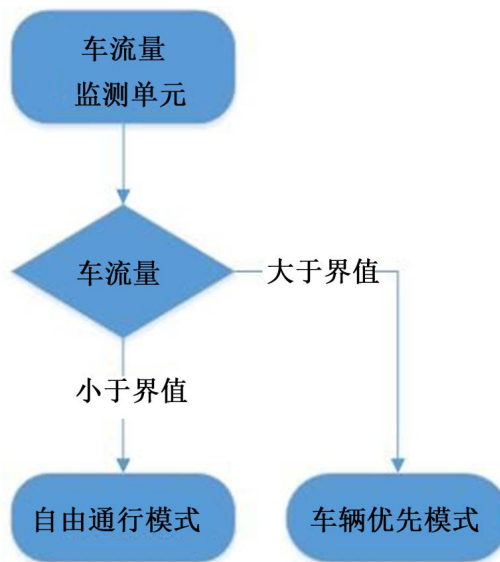 车流量
监测单元
车流量
大于界值
小于界值
自由通行模式
车辆优先模式